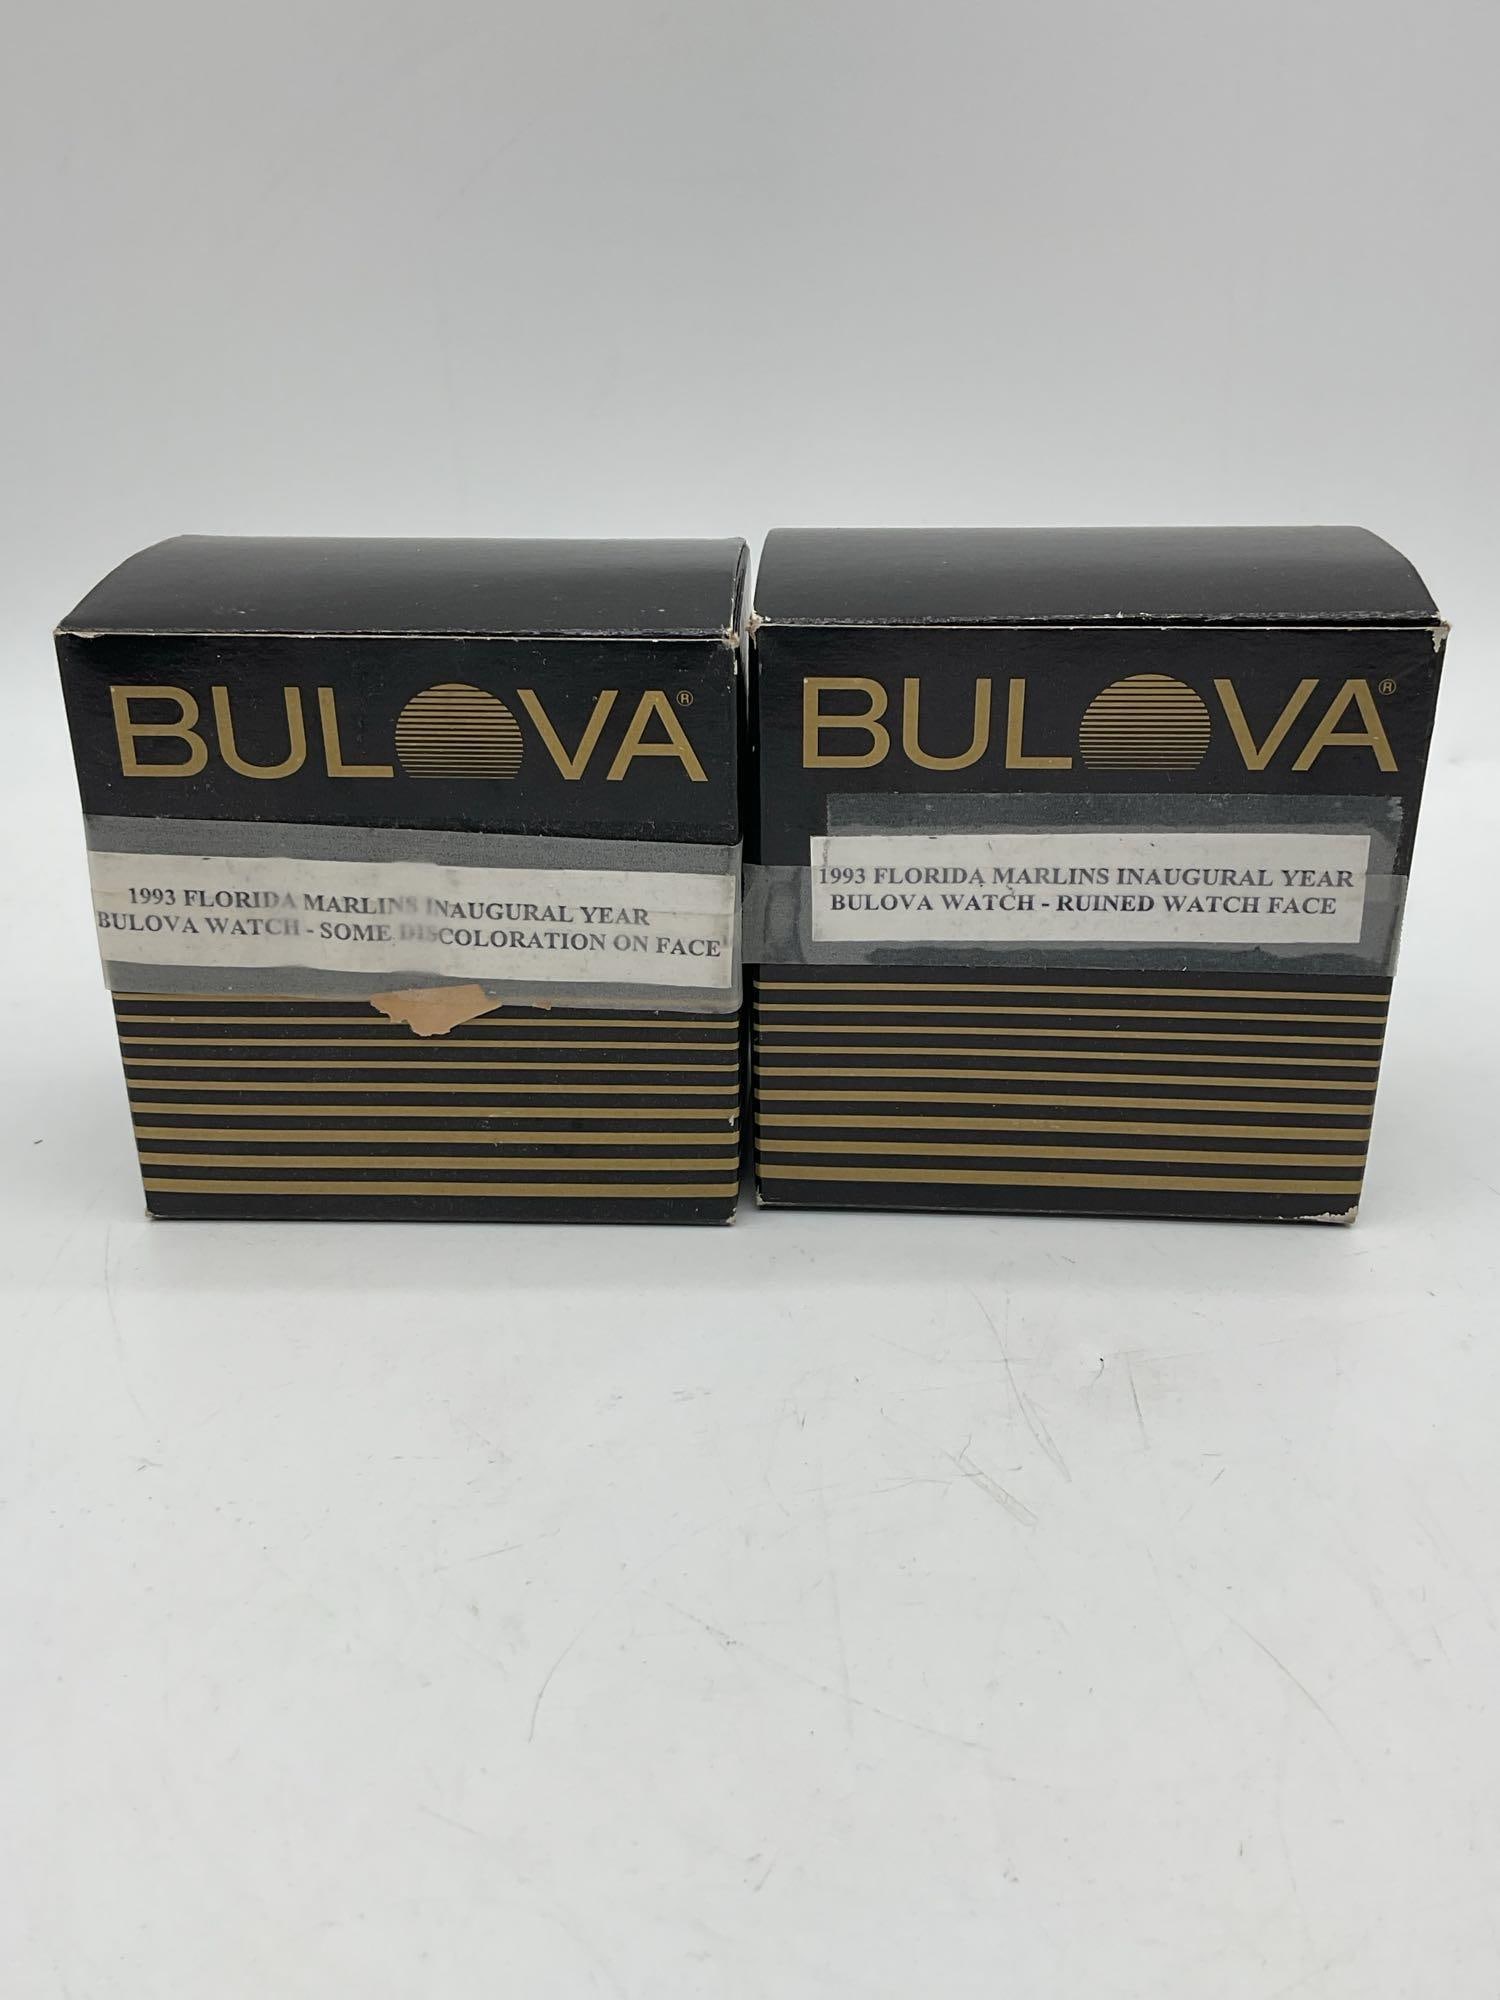 BULOVA®
1993 FLORIDA MARLINS INAUGURAL YEAR
BULOVA WATCH - SOME DISCOLORATION ON FACE
BULOVA®
1993 FLORIDA MARLINS INAUGURAL YEAR
BULOVA WATCH - RUINED WATCH FACE